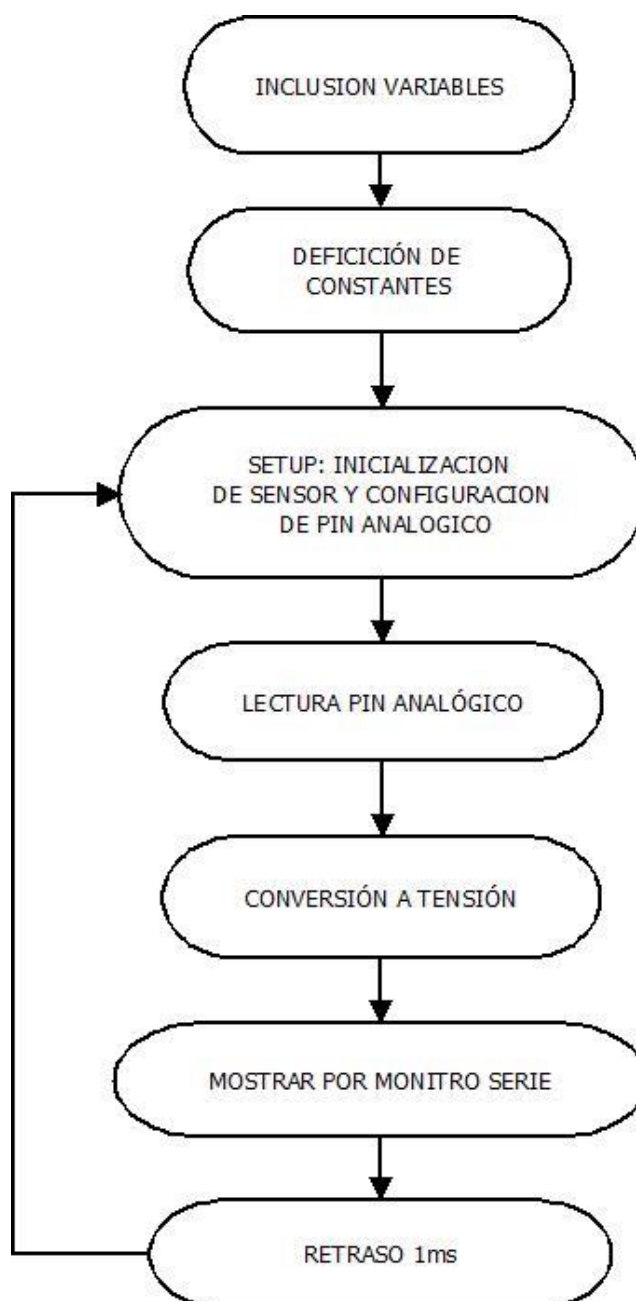 INCLUSION VARIABLES
DEFICICIÓN DE
CONSTANTES
SETUP: INICIALIZACION
DE SENSOR Y CONFIGURACION
DE PIN ANALOGICO
LECTURA PIN ANALÓGICO
CONVERSIÓN A TENSIÓN
MOSTRAR POR MONITRO SERIE
RETRASO 1ms